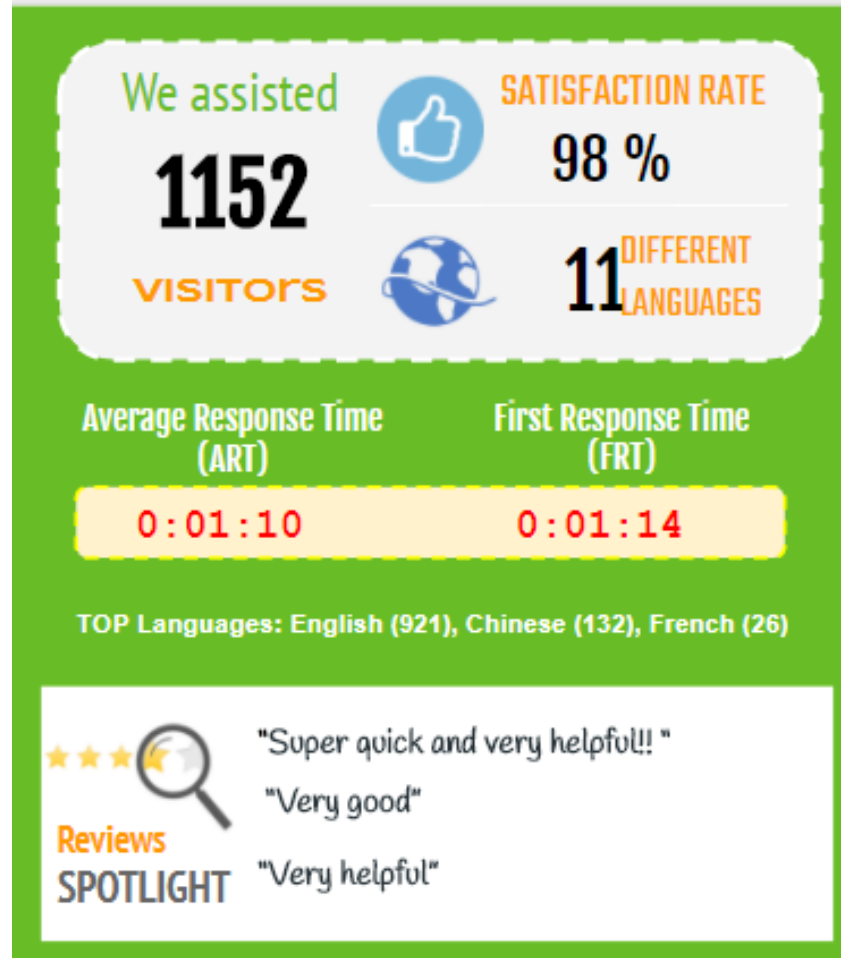 We assisted
1152
VISITORS
SATISFACTION RATE
98 %
11 DIFFERENT
LANGUAGES
Average Response Time
(ART)
0:01:10
First Response Time
(FRT)
0:01:14
TOP Languages: English (921), Chinese (132), French (26)
Reviews
SPOTLIGHT
"Super quick and very helpful!! "
"Very good"
"Very helpful"